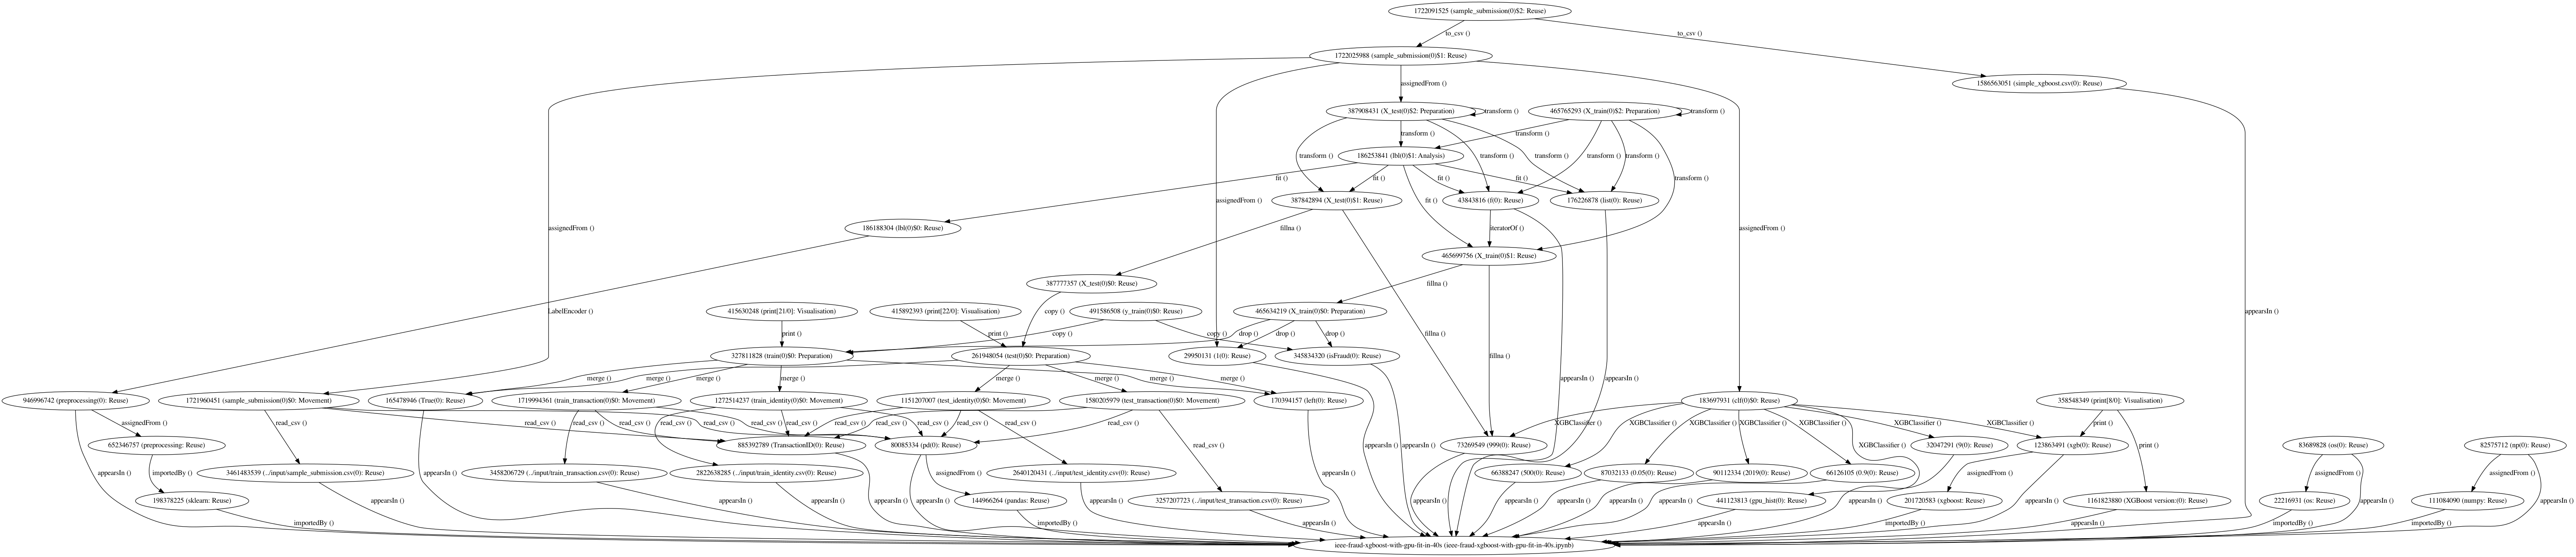 1722091525 (sample_submission(0)$2: Reuse)
to_csv ()
to_csv ()
1722025988 (sample_submission(0)$1: Reuse)
1586563051 (simple_xgboost.csv(0): Reuse)
assignedFrom ()
387908431 (X_test(0)$2: Preparation)
transform ()
465765293 (X_train(0)$2: Preparation)
transform ()
transform ()
transform ()
186253841 (lbl(0)$1: Analysis)
transform ()
transform ()
transform ()
transform ()
transform ()
fit ()
fit ()
fit ()
fit ()
transform ()
387842894 (X_test(0)$1: Reuse)
43843816 (f(0): Reuse)
176226878 (list(0): Reuse)
assignedFrom ()
fit ()
186188304 (lbl(0)$0: Reuse)
assignedFrom ()
fillna ()
iteratorOf ()
assignedFrom ()
465699756 (X_train(0)$1: Reuse)
387777357 (X_test(0)$0: Reuse)
fillna ()
LabelEncoder ()
415630248 (print[21/0]: Visualisation)
415892393 (print[22/0]: Visualisation)
491586508 (y_train(0)$0: Reuse)
copy ()
465634219 (X_train(0)$0: Preparation)
appearsIn ()
print ()
print ()
copy ()
copy ()
drop ()
drop ()
drop ()
fillna ()
fillna ()
327811828 (train(0)$0: Preparation)
261948054 (test(0)$0: Preparation)
29950131 (1(0): Reuse)
345834320 (isFraud(0): Reuse)
merge ()
merge ()
merge ()
merge ()
merge ()
merge ()
merge ()
merge ()
appearsIn ()
appearsIn ()
946996742 (preprocessing(0): Reuse)
1721960451 (sample_submission(0)$0: Movement)
165478946 (True(0): Reuse)
1719994361 (train_transaction(0)$0: Movement)
1272514237 (train_identity(0)$0: Movement)
1151207007 (test_identity(0)$0: Movement)
1580205979 (test_transaction(0)$0: Movement)
170394157 (left(0): Reuse)
183697931 (clf(0)$0: Reuse)
358548349 (print[8/0]: Visualisation)
assignedFrom ()
read_csv ()
read_csv ()
read_csv ()
read_csv ()
read_csv ()
read_csv ()
read_csv ()
read_csv ()
read_csv ()
read_csv ()
read_csv ()
XGBClassifier ()
XGBClassifier ()
XGBClassifier ()
XGBClassifier ()
XGBClassifier ()
XGBClassifier ()
XGBClassifier ()
print ()
652346757 (preprocessing: Reuse)
885392789 (TransactionID(0): Reuse)
80085334 (pd(0): Reuse)
read_csv ()
read_csv ()
73269549 (999(0): Reuse)
XGBClassifier ()
32047291 (9(0): Reuse)
123863491 (xgb(0): Reuse)
print ()
83689828 (os(0): Reuse)
82575712 (np(0): Reuse)
appearsIn ()
importedBy ()
3461483539 (../input/sample_submission.csv(0): Reuse)
appearsIn ()
3458206729 (../input/train_transaction.csv(0): Reuse)
2822638285 (../input/train_identity.csv(0): Reuse)
assignedFrom ()
2640120431 (../input/test_identity.csv(0): Reuse)
appearsIn ()
appearsIn ()
66388247 (500(0): Reuse)
87032133 (0.05(0): Reuse)
90112334 (2019(0): Reuse)
66126105 (0.9(0): Reuse)
assignedFrom ()
assignedFrom ()
assignedFrom ()
198378225 (sklearn: Reuse)
appearsIn ()
appearsIn ()
appearsIn ()
appearsIn ()
appearsIn ()
144966264 (pandas: Reuse)
appearsIn ()
3257207723 (../input/test_transaction.csv(0): Reuse)
appearsIn ()
appearsIn ()
appearsIn ()
appearsIn ()
441123813 (gpu_hist(0): Reuse)
appearsIn ()
201720583 (xgboost: Reuse)
appearsIn ()
1161823880 (XGBoost version:(0): Reuse)
22216931 (os: Reuse)
appearsIn ()
111084090 (numpy: Reuse)
appearsIn ()
importedBy ()
importedBy ()
appearsIn ()
appearsIn ()
importedBy ()
appearsIn ()
importedBy ()
importedBy ()
ieee-fraud-xgboost-with-gpu-fit-in-40s (ieee-fraud-xgboost-with-gpu-fit-in-40s.ipynb)